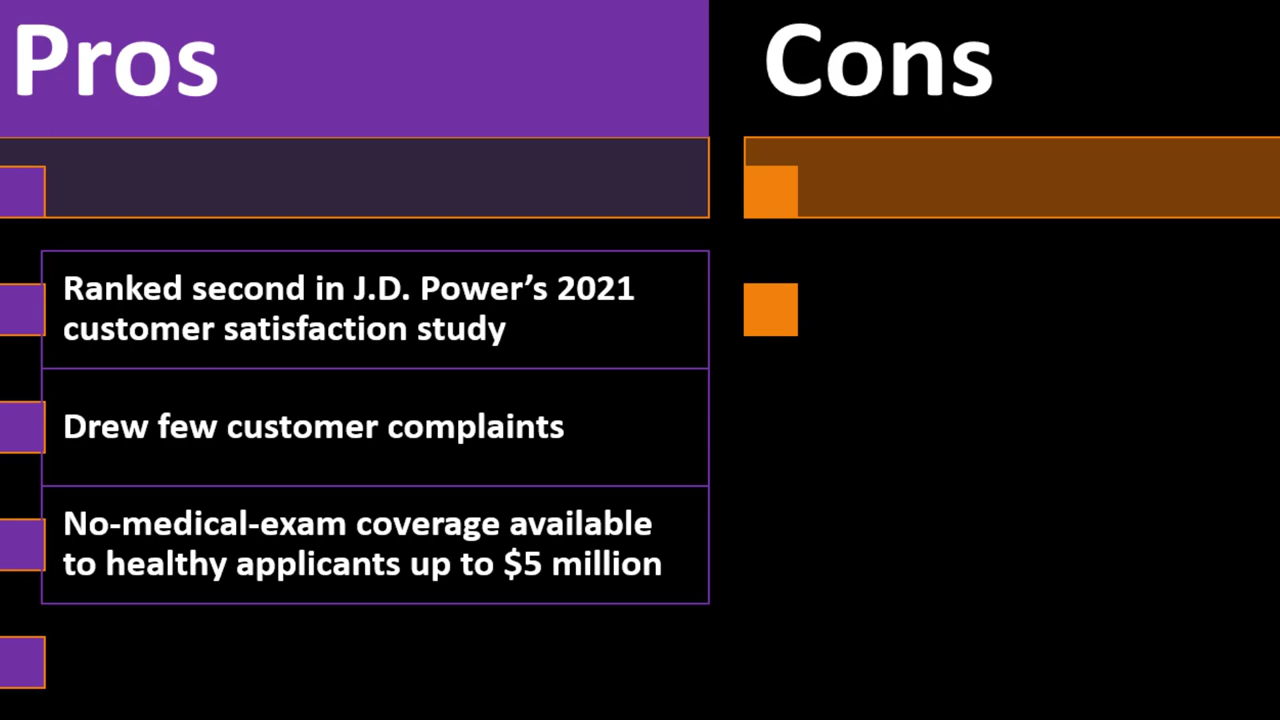 Pros
Cons
Ranked second in J.D. Power’s 2021
customer satisfaction study
Drew few customer complaints
No-medical-exam coverage available
to healthy applicants up to $5 million